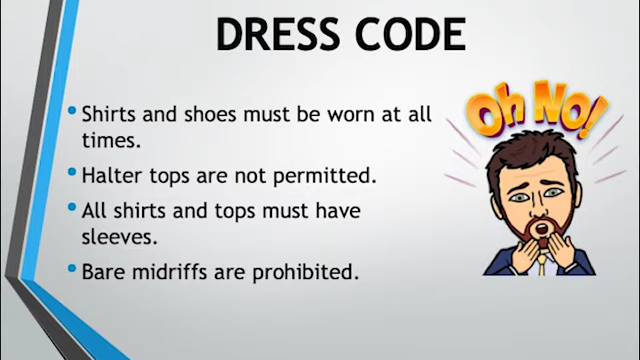 DRESS CODE
• Shirts and shoes must be worn at all
times.
• Halter tops are not permitted.
• All shirts and tops must have
sleeves.
• Bare midriffs are prohibited.
Oh No!